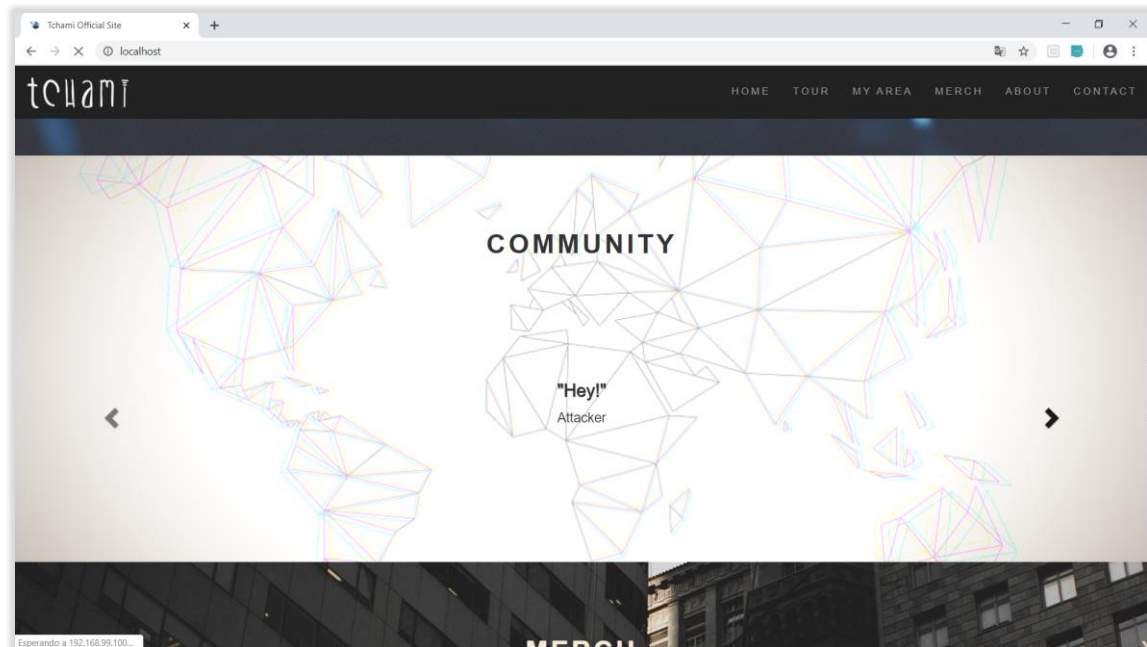 Tchami Official Site
localhost
tchami
HOME TOUR MY AREA MERCH ABOUT CONTACT
COMMUNITY
"Hey!"
Attacker
MERCH
Esperando a 192.168.99.100...